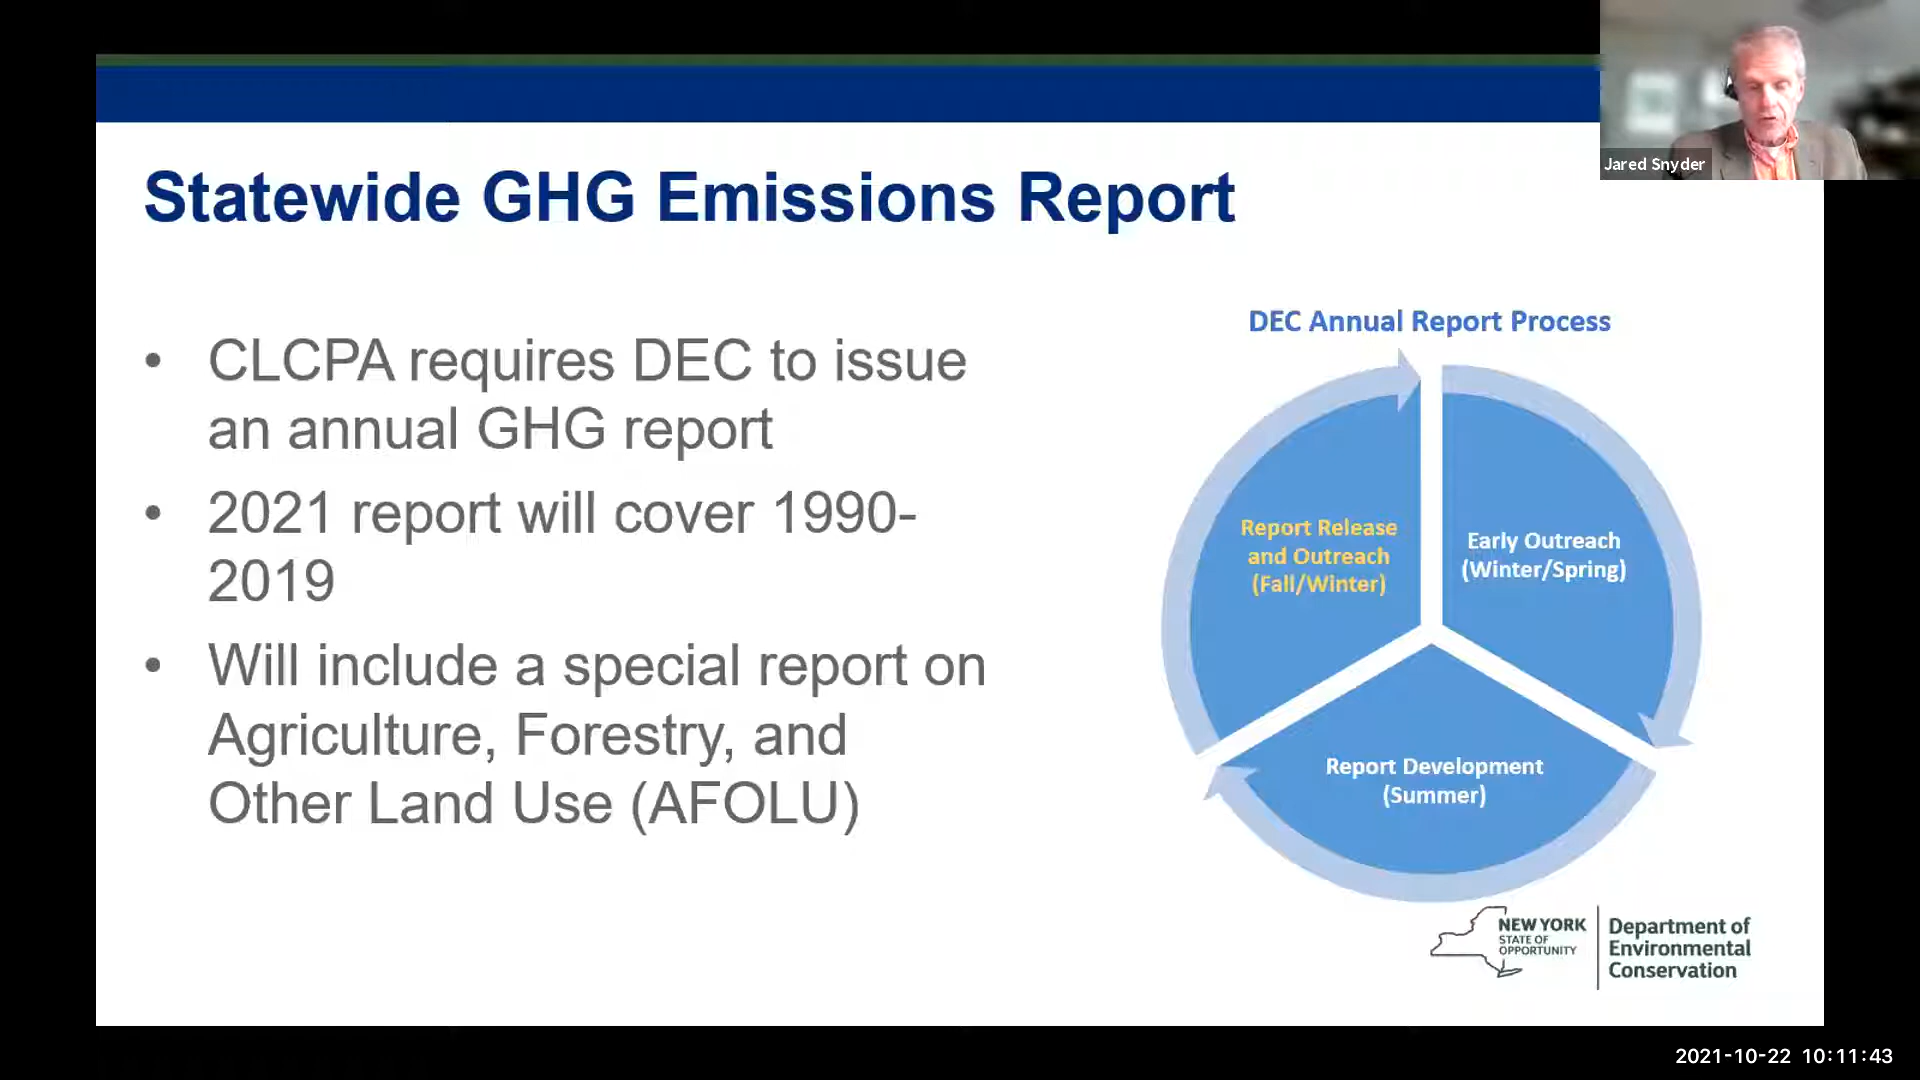 Jared Snyder
Statewide GHG Emissions Report
• CLCPA requires DEC to issue
an annual GHG report
• 2021 report will cover 1990-
2019
• Will include a special report on
Agriculture, Forestry, and
Other Land Use (AFOLU)
DEC Annual Report Process
Report Release
and Outreach
(Fall/Winter)
Early Outreach
(Winter/Spring)
Report Development
(Summer)
NEW YORK
STATE OF
OPPORTUNITY
Department of
Environmental
Conservation
2021-10-22 10:11:43